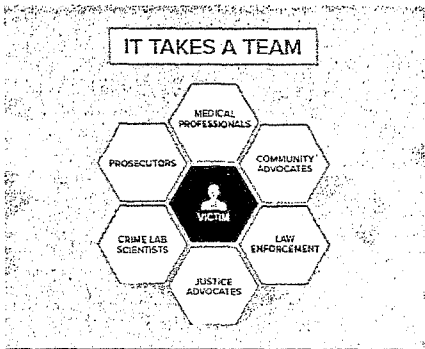 IT TAKES A TEAM
MEDICAL
PROFESSIONALS
PROSECUTORS
COMMUNITY
ADVOCATES
VICTIM
CRIME LAB
SCIENTISTS
LAW
ENFORCEMENT
JUSTICE
ADVOCATES